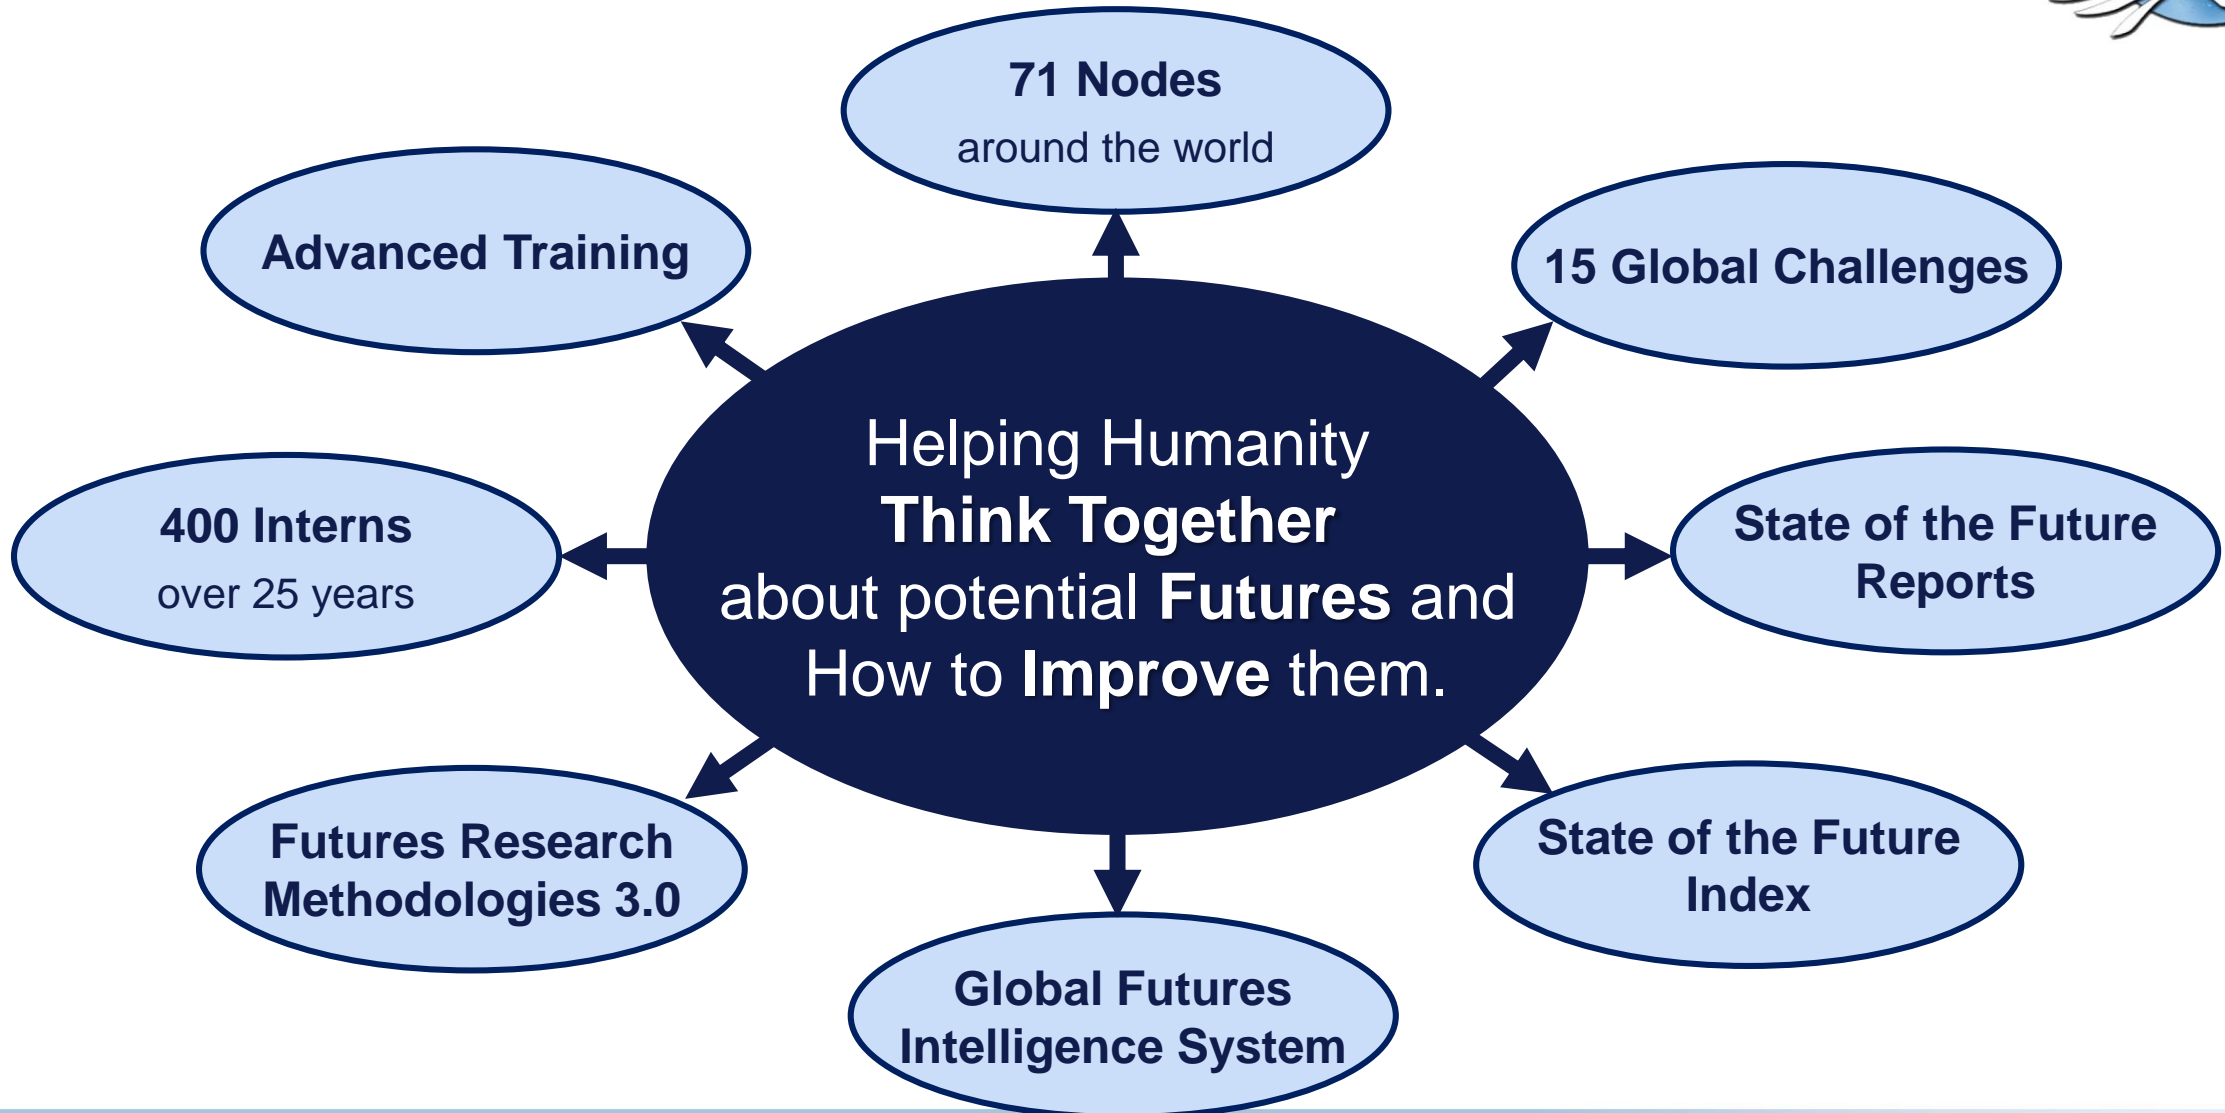 71 Nodes
around the world
Advanced Training
15 Global Challenges
Helping Humanity
Think Together
about potential Futures and
How to Improve them.
400 Interns
over 25 years
State of the Future
Reports
Futures Research
Methodologies 3.0
State of the Future
Index
Global Futures
Intelligence System